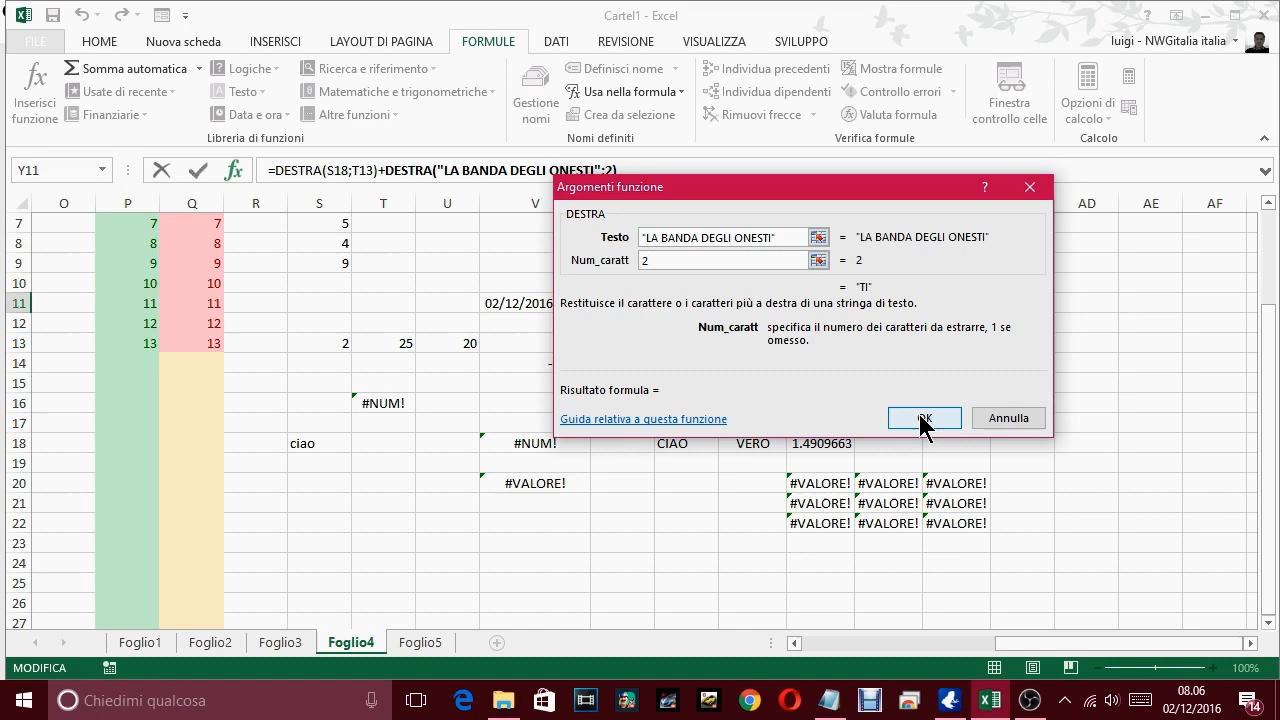 Cartel1 - Excel
FILE HOME Nuova scheda INSERISCI LAYOUT DI PAGINA FORMULE DATI REVISIONE VISUALIZZA SVILUPPO luigi - NWGitalia italia
Inserisci funzione
Somma automatica
Usate di recente
Finanziarie
Logiche
Testo
Data e ora
Ricerca e riferimento
Matematiche e trigonometriche
Altre funzioni
Libreria di funzioni
Gestione nomi
Definisci nome
Usa nella formula
Nomi definiti
Individua precedenti
Individua dipendenti
Rimuovi frecce
Mostra formule
Controllo errori
Valuta formula
Verifica formule
Finestra controllo celle
Opzioni di calcolo
Calcolo
Y11 fx =DESTRA(S18;T13)+DESTRA("LA BANDA DEGLI ONESTI";2)
O P Q R S T U V AD AE AF
7 7 7 5
8 8 8 4
9 9 9 9
10 10 10
11 11 11 02/12/2016
12 12 12
13 13 13 2 25 20
14 -
15
16 #NUM!
17
18 ciao #NUM! CIAO VERO 1.4909663
19
20 #VALORE! #VALORE! #VALORE! #VALORE!
21 #VALORE! #VALORE! #VALORE!
22 #VALORE! #VALORE! #VALORE!
23
24
25
26
27
Argomenti funzione ?
DESTRA
Testo "LA BANDA DEGLI ONESTI" = "LA BANDA DEGLI ONESTI"
Num_caratt 2 = 2
= "TI"
Restituisce il carattere o i caratteri più a destra di una stringa di testo.
Num_caratt specifica il numero dei caratteri da estrarre, 1 se
omesso.
Risultato formula =
Guida relativa a questa funzione OK Annulla
Foglio1 Foglio2 Foglio3 Foglio4 Foglio5
MODIFICA 100%
Chiedimi qualcosa
08.06
02/12/2016
14